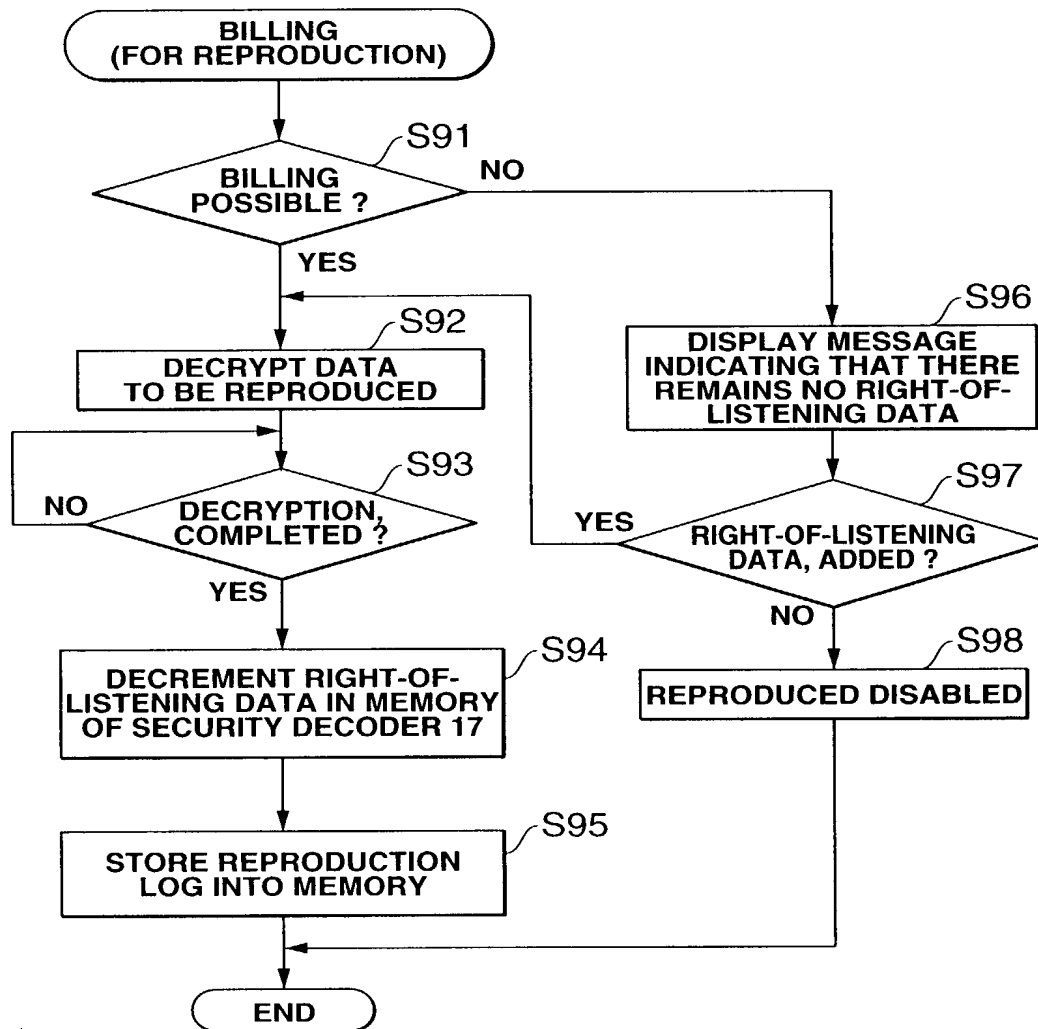 BILLING
(FOR REPRODUCTION)
S91
BILLING
POSSIBLE ?
NO
YES
S92
DECRYPT DATA
TO BE REPRODUCED
S93
DECRYPTION,
COMPLETED ?
NO
YES
S94
DECREMENT RIGHT-OF-
LISTENING DATA IN MEMORY
OF SECURITY DECODER 17
S95
STORE REPRODUCTION
LOG INTO MEMORY
S96
DISPLAY MESSAGE
INDICATING THAT THERE
REMAINS NO RIGHT-OF-
LISTENING DATA
S97
YES
RIGHT-OF-LISTENING
DATA, ADDED ?
NO
S98
REPRODUCED DISABLED
END